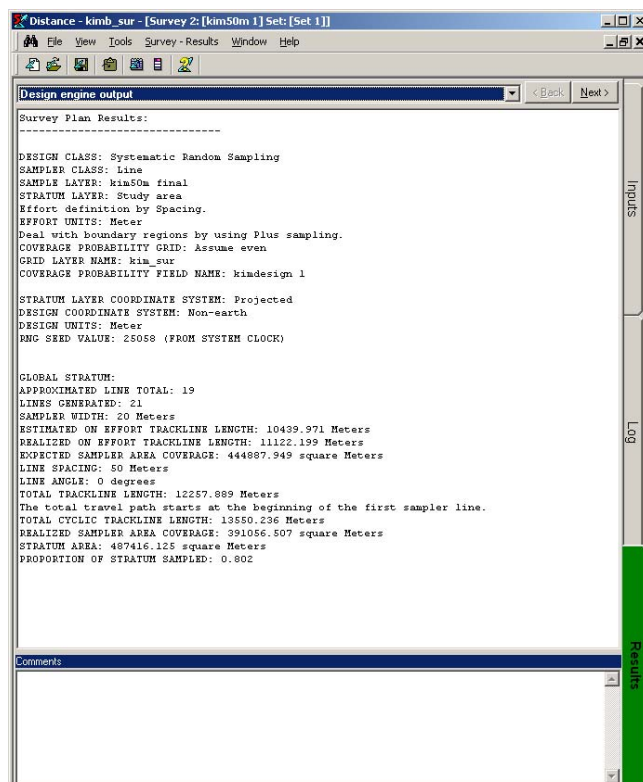 Distance - kimb_sur - [Survey 2: [kim50m 1] Set: [Set 1]]
File View Tools Survey - Results Window Help
Design engine output
< Back
Next >
Survey Plan Results:
-------------------------------
DESIGN CLASS: Systematic Random Sampling
SAMPLER CLASS: Line
SAMPLE LAYER: kim50m final
STRATUM LAYER: Study area
Effort definition by Spacing.
EFFORT UNITS: Meter
Deal with boundary regions by using Plus sampling.
COVERAGE PROBABILITY GRID: Assume even
GRID LAYER NAME: kim_sur
COVERAGE PROBABILITY FIELD NAME: kimdesign 1
STRATUM LAYER COORDINATE SYSTEM: Projected
DESIGN COORDINATE SYSTEM: Non-earth
DESIGN UNITS: Meter
RNG SEED VALUE: 25058 (FROM SYSTEM CLOCK)
GLOBAL STRATUM:
APPROXIMATED LINE TOTAL: 19
LINES GENERATED: 21
SAMPLER WIDTH: 20 Meters
ESTIMATED ON EFFORT TRACKLINE LENGTH: 10439.971 Meters
REALIZED ON EFFORT TRACKLINE LENGTH: 11122.199 Meters
EXPECTED SAMPLER AREA COVERAGE: 444887.949 square Meters
LINE SPACING: 50 Meters
LINE ANGLE: 0 degrees
TOTAL TRACKLINE LENGTH: 12257.889 Meters
The total travel path starts at the beginning of the first sampler line.
TOTAL CYCLIC TRACKLINE LENGTH: 13550.236 Meters
REALIZED SAMPLER AREA COVERAGE: 391056.507 square Meters
STRATUM AREA: 487416.125 square Meters
PROPORTION OF STRATUM SAMPLED: 0.802
Inputs
Log
Results
Comments